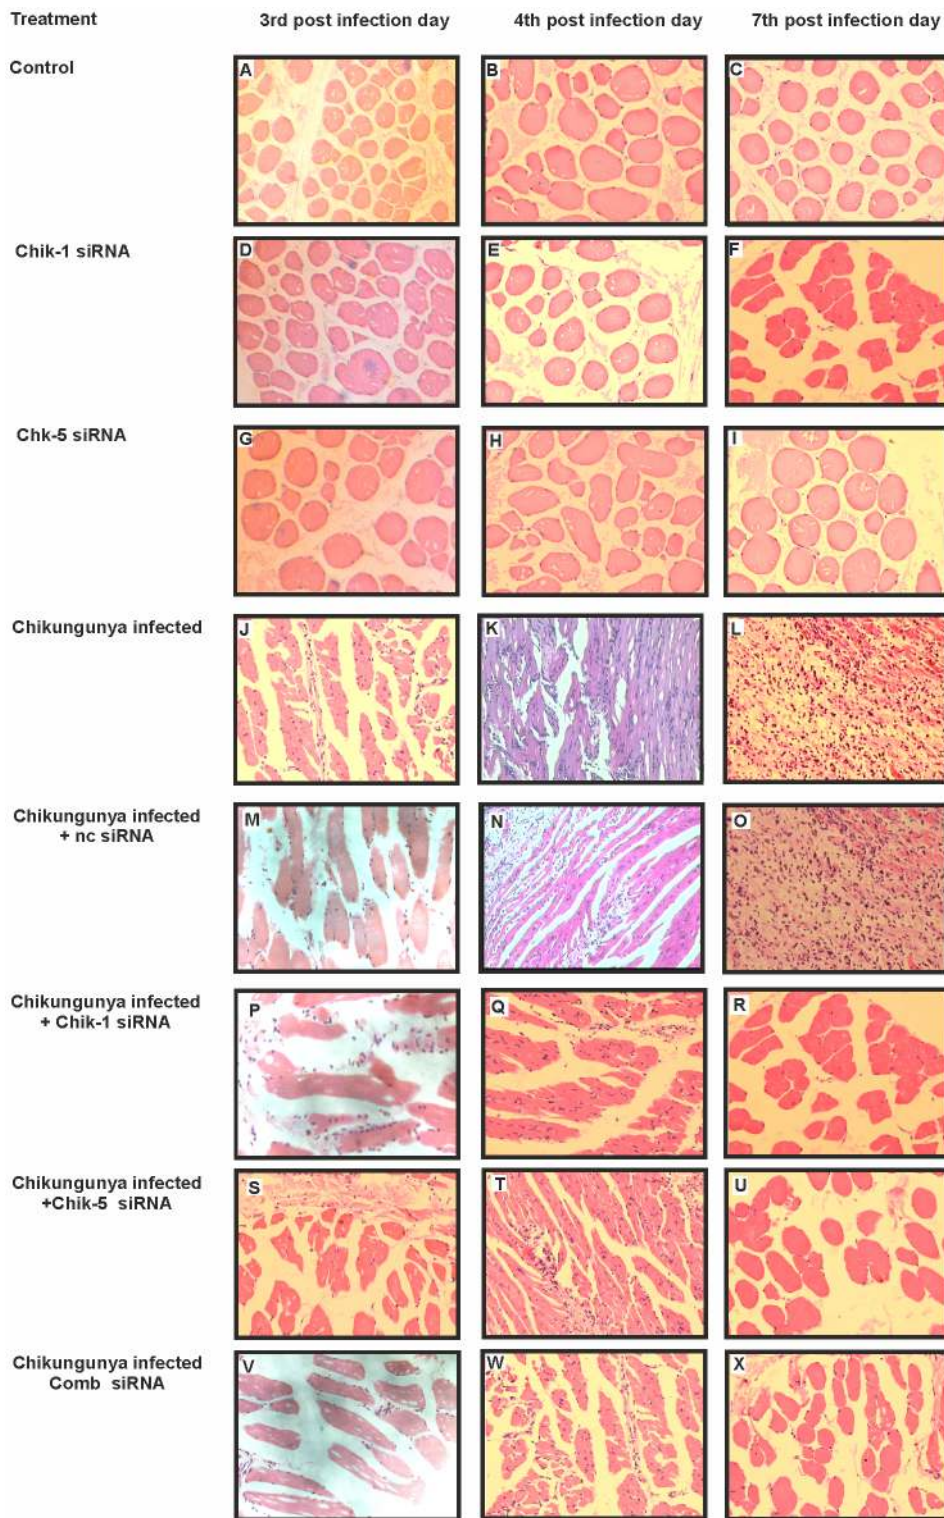 Treatment 3rd post infection day 4th post infection day 7th post infection day
Control
A B C
Chik-1 siRNA
D E F
Chk-5 siRNA
G H I
Chikungunya infected
J K L
Chikungunya infected
+ nc siRNA
M N O
Chikungunya infected
+ Chik-1 siRNA
P Q R
Chikungunya infected
+Chik-5 siRNA
S T U
Chikungunya infected
Comb siRNA
V W X